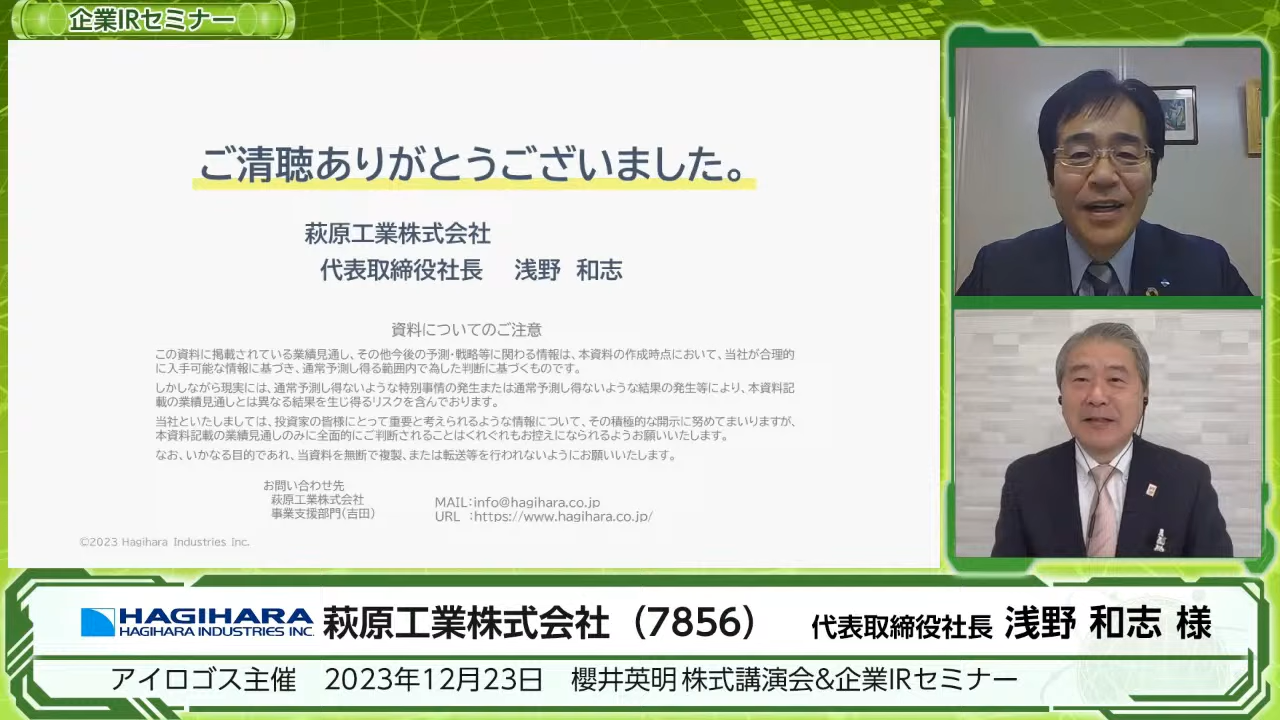 企業IRセミナー
ご清聴ありがとうございました。
萩原工業株式会社
代表取締役社長 浅野 和志
資料についてのご注意
この資料に掲載されている業績見通し、その他今後の予測・戦略等に関わる情報は、本資料の作成時点において、当社が合理的
に入手可能な情報に基づき、通常予測し得る範囲内で為した判断に基づくものです。
しかしながら現実には、通常予測し得ないような特別事情の発生または通常予測し得ないような結果の発生等により、本資料記
載の業績見通しとは異なる結果を生じ得るリスクを含んでおります。
当社といたしましては、投資家の皆様にとって重要と考えられるような情報について、その積極的な開示に努めてまいりますが、
本資料記載の業績見通しのみに全面的にご判断されることはくれぐれもお控えになられるようお願いいたします。
なお、いかなる目的であれ、当資料を無断で複製、または転送等を行われないようにお願いいたします。
お問い合わせ先
萩原工業株式会社
事業支援部門(吉田)
MAIL:info@hagihara.co.jp
URL :https://www.hagihara.co.jp/
©2023 Hagihara Industries Inc.
HAGIHARA
HAGIHARA INDUSTRIES INC.
萩原工業株式会社（7856） 代表取締役社長 浅野 和志 様
アイロゴス主催 2023年12月23日 櫻井英明 株式講演会&企業IRセミナー